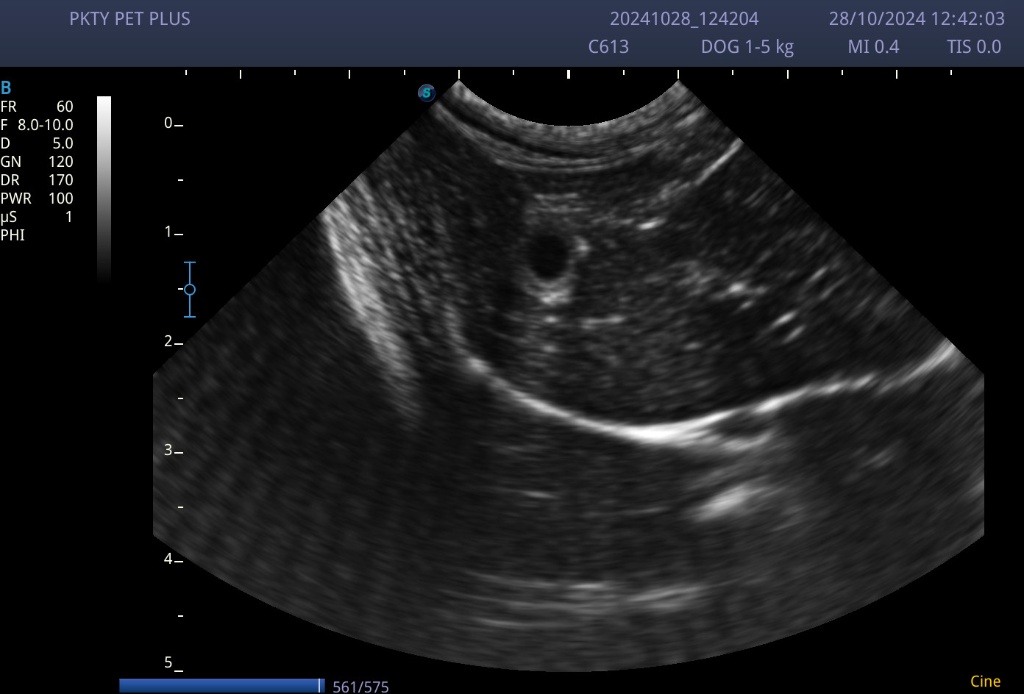 PKTY PET PLUS
20241028_124204
28/10/2024 12:42:03
C613
DOG 1-5 kg
MI 0.4
TIS 0.0
B
FR 60
F 8.0-10.0
D 5.0
GN 120
DR 170
PWR 100
µS 1
PHI
S
0
1
2
3
4
5
561/575
Cine